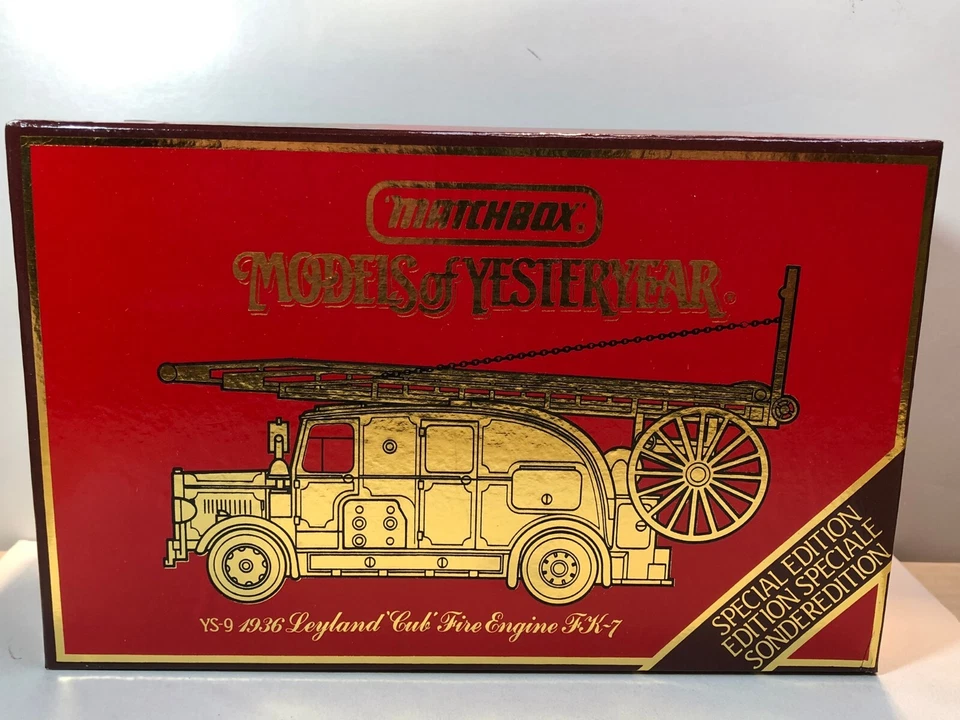 "MATCHBOX"®
MODELS of YESTERYEAR®
YS-9 1936 Leyland 'Cub' Fire Engine FK-7
SPECIAL EDITION
EDITION SPECIALE
SONDEREDITION